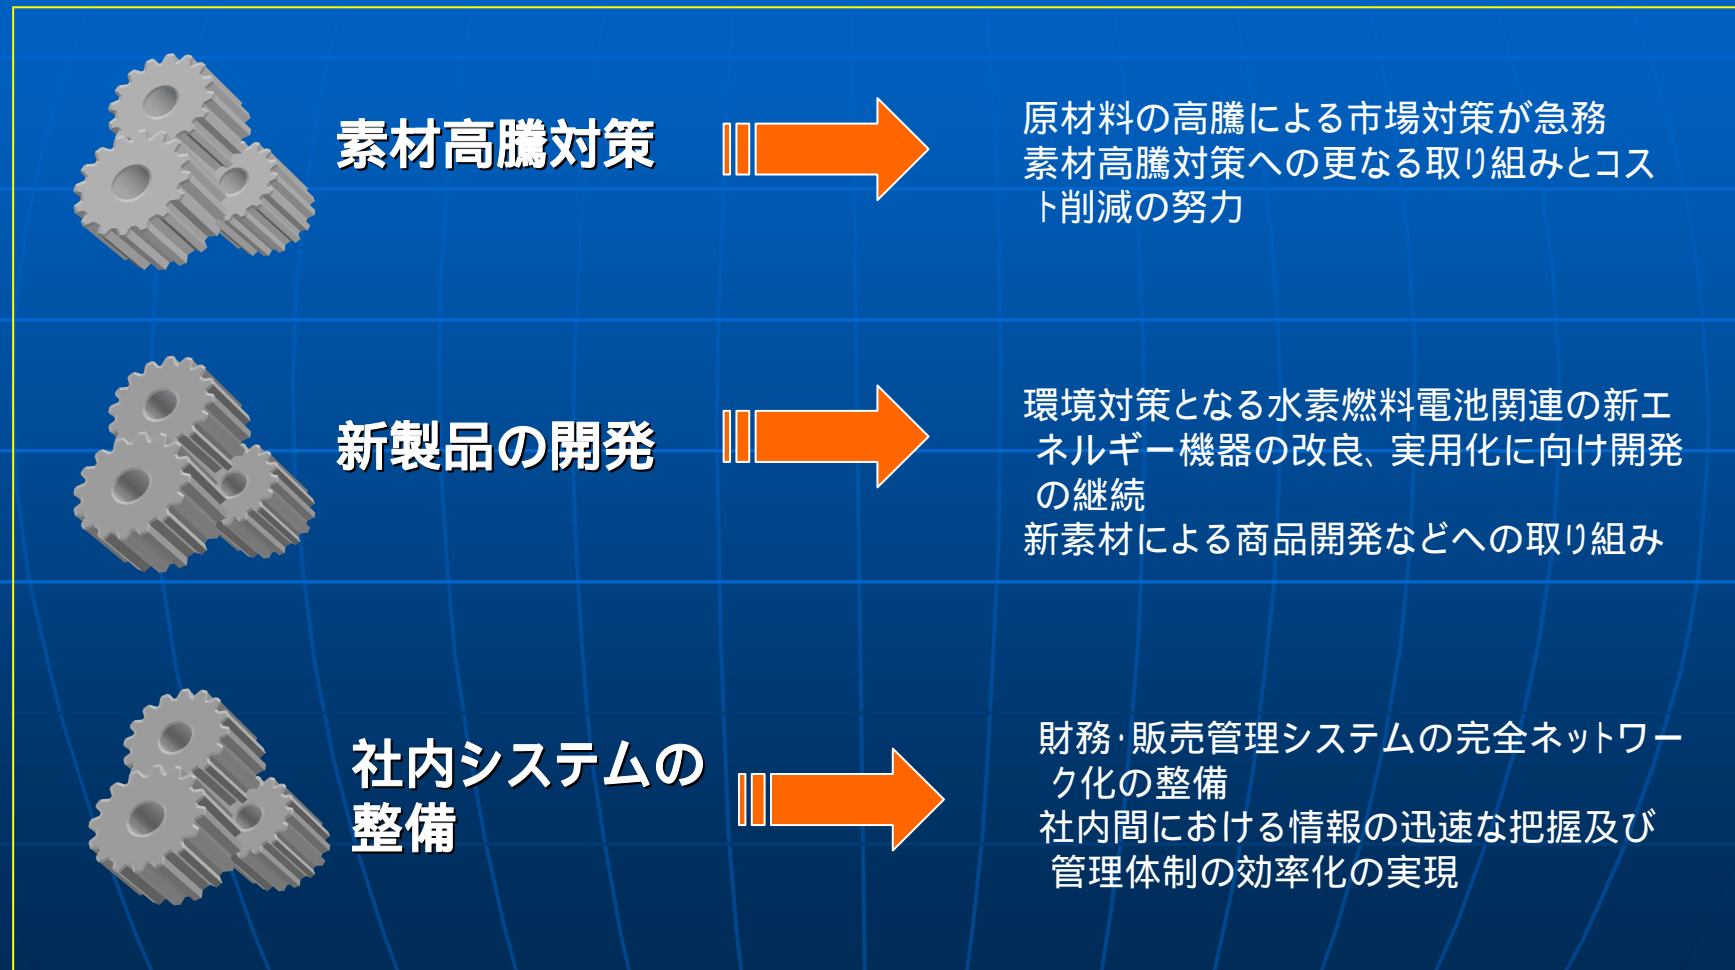 素材高騰対策
原材料の高騰による市場対策が急務
素材高騰対策への更なる取り組みとコス
ト削減の努力
新製品の開発
環境対策となる水素燃料電池関連の新エ
ネルギー機器の改良、実用化に向け開発
の継続
新素材による商品開発などへの取り組み
社内システムの
整備
財務・販売管理システムの完全ネットワー
ク化の整備
社内間における情報の迅速な把握及び
管理体制の効率化の実現